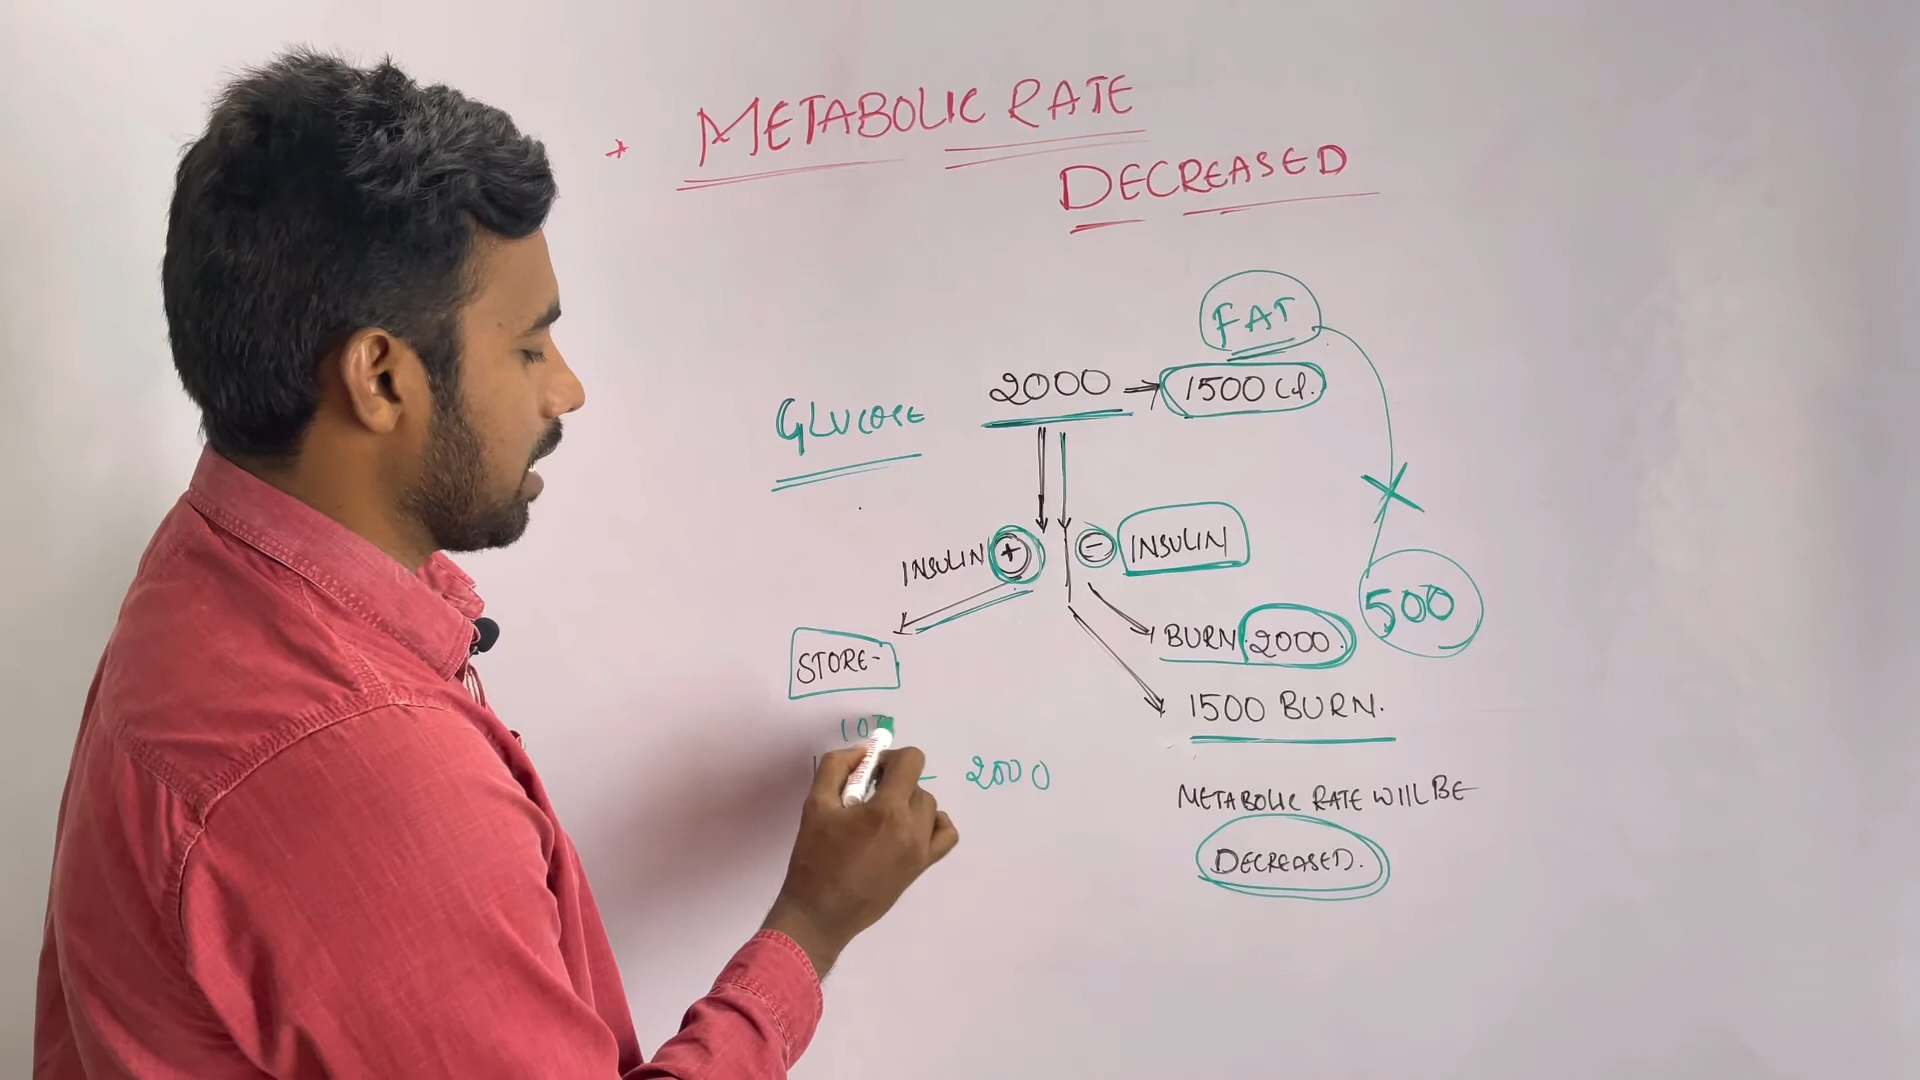 * METABOLIC RATE
DECREASED
FAT
2000 → 1500 Cal.
GLUCOSE
INSULIN + - INSULIN
500
BURN 2000.
STORE-
1500 BURN.
- 2000
METABOLIC RATE WILL BE
DECREASED.